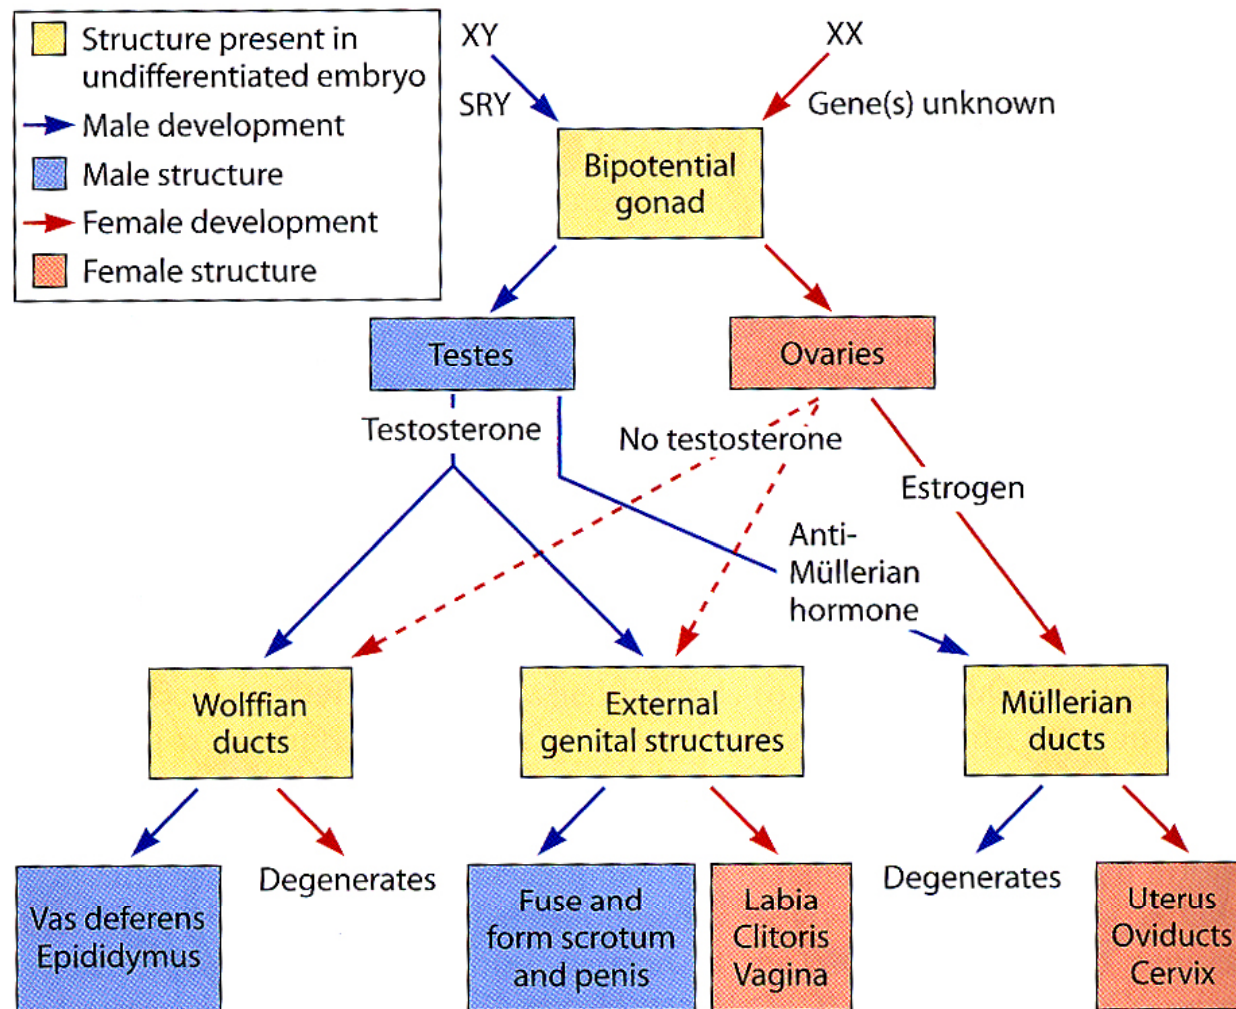 Structure present in
undifferentiated embryo
Male development
Male structure
Female development
Female structure
XY
XX
SRY
Gene(s) unknown
Bipotential
gonad
Testes
Ovaries
Testosterone
No testosterone
Estrogen
Anti-
Müllerian
hormone
Wolffian
ducts
External
genital structures
Müllerian
ducts
Vas deferens
Epididymus
Degenerates
Fuse and
form scrotum
and penis
Labia
Clitoris
Vagina
Degenerates
Uterus
Oviducts
Cervix